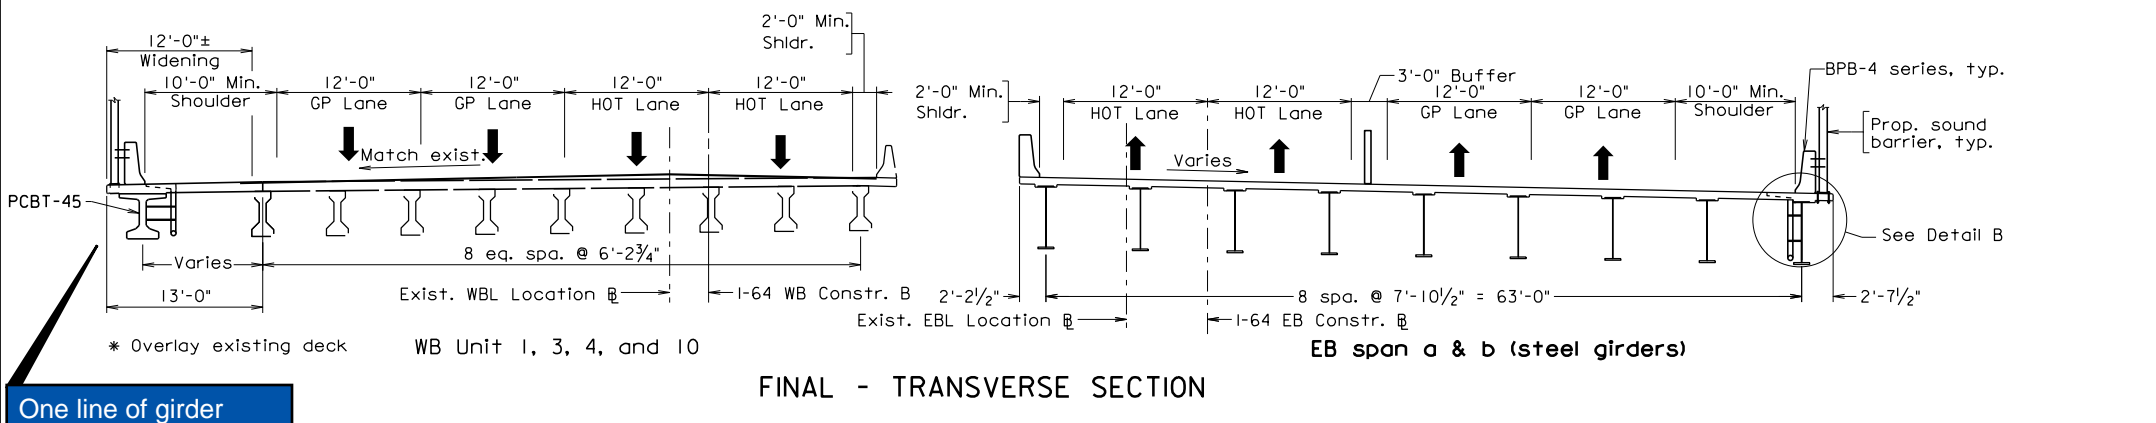 12'-0"±
Widening
10'-0" Min.
Shoulder
12'-0"
GP Lane
12'-0"
GP Lane
12'-0"
HOT Lane
12'-0"
HOT Lane
2'-0" Min.
Shldr.
Match exist.
PCBT-45
Varies
8 eq. spa. @ 6'-2¾"
13'-0"
Exist. WBL Location ℄
I-64 WB Constr. B
* Overlay existing deck
WB Unit 1, 3, 4, and 10
2'-0" Min.
Shldr.
12'-0"
HOT Lane
12'-0"
HOT Lane
3'-0" Buffer
12'-0"
GP Lane
12'-0"
GP Lane
10'-0" Min.
Shoulder
BPB-4 series, typ.
Prop. sound
barrier, typ.
Varies
See Detail B
2'-2½"
8 spa. @ 7'-10½" = 63'-0"
2'-7½"
Exist. EBL Location ℄
I-64 EB Constr. ℄
EB span a & b (steel girders)
FINAL - TRANSVERSE SECTION
One line of girder